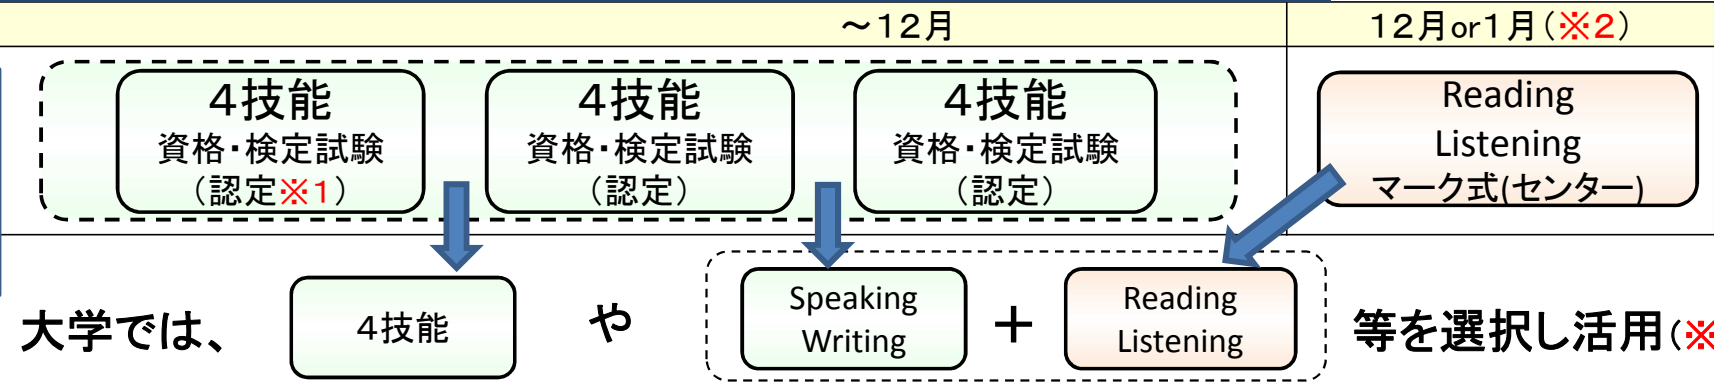 ～12月
12月or1月(※2)
4技能
資格・検定試験
(認定※1)
4技能
資格・検定試験
(認定)
4技能
資格・検定試験
(認定)
Reading
Listening
マーク式(センター)
大学では、
4技能
や
Speaking
Writing
＋
Reading
Listening
等を選択し活用(※